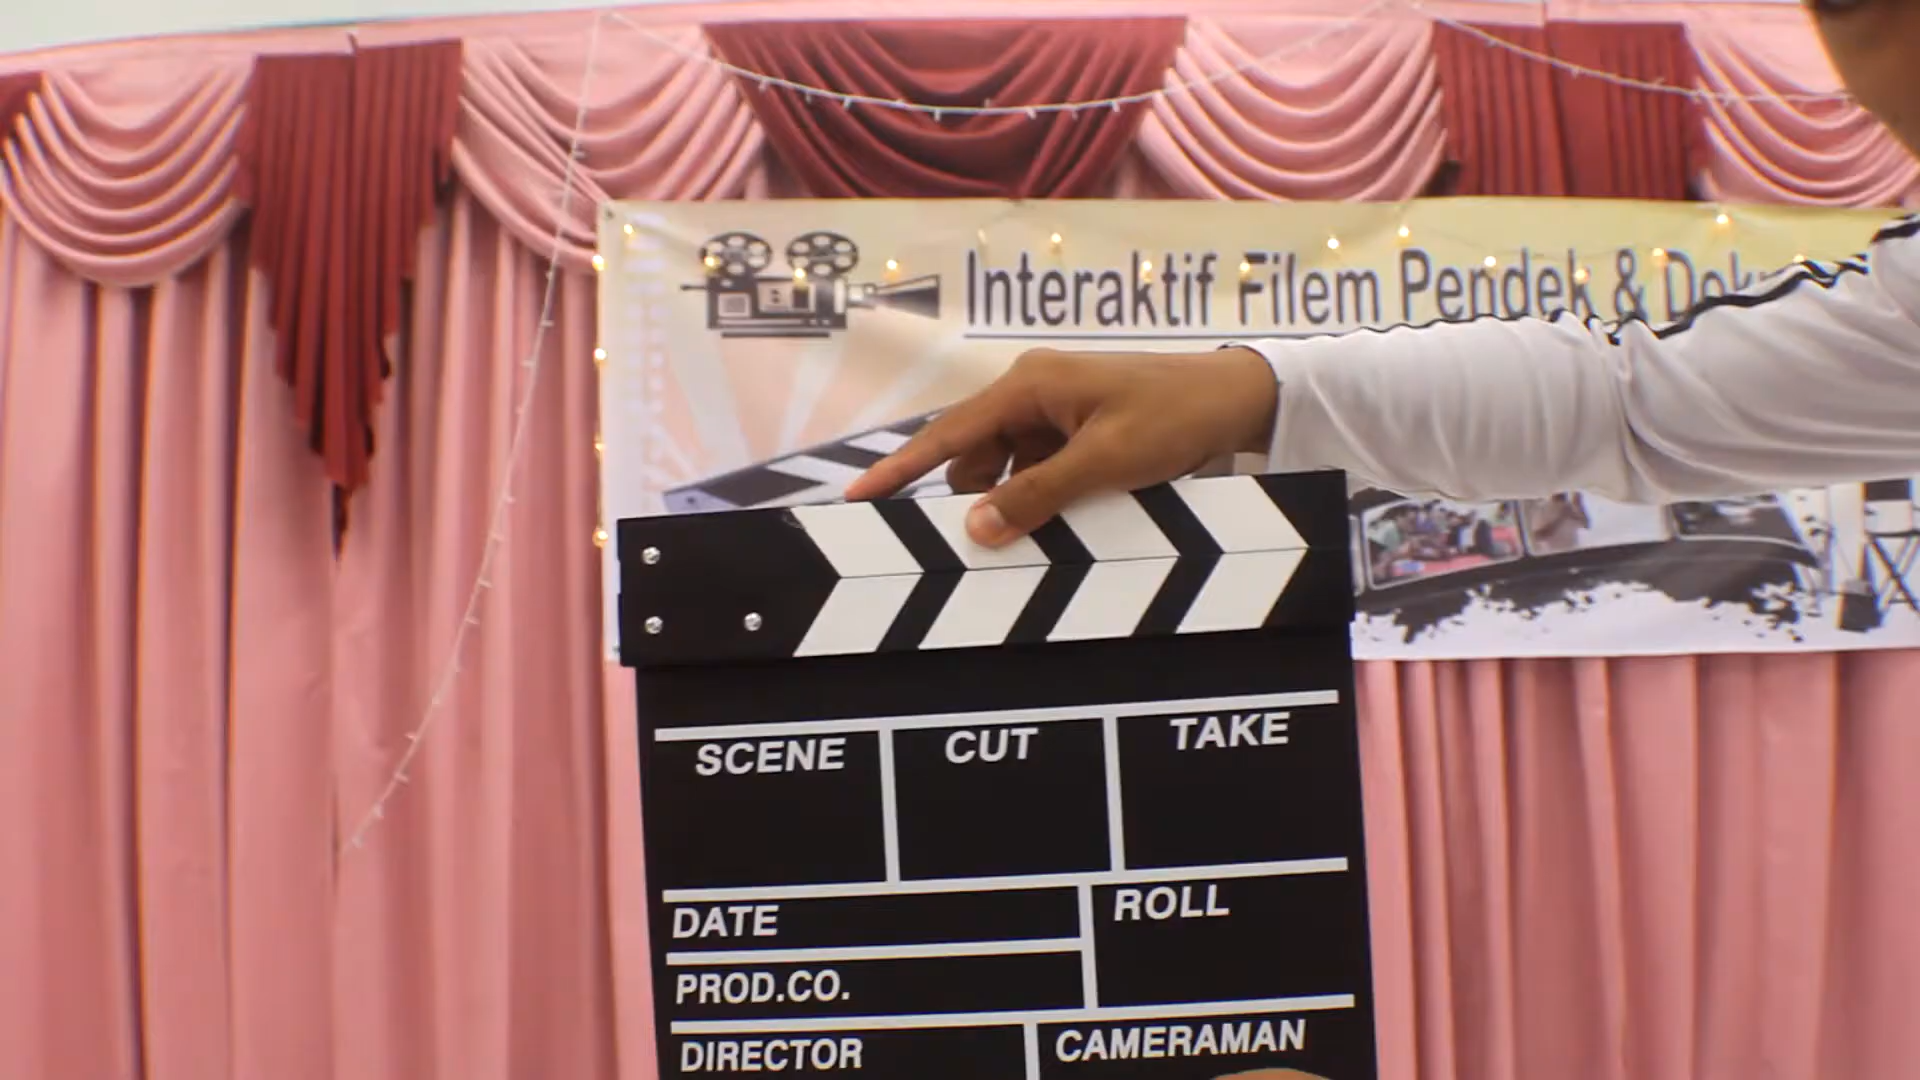 Interaktif Filem Pendek &
SCENE
CUT
TAKE
DATE
ROLL
PROD.CO.
DIRECTOR
CAMERAMAN